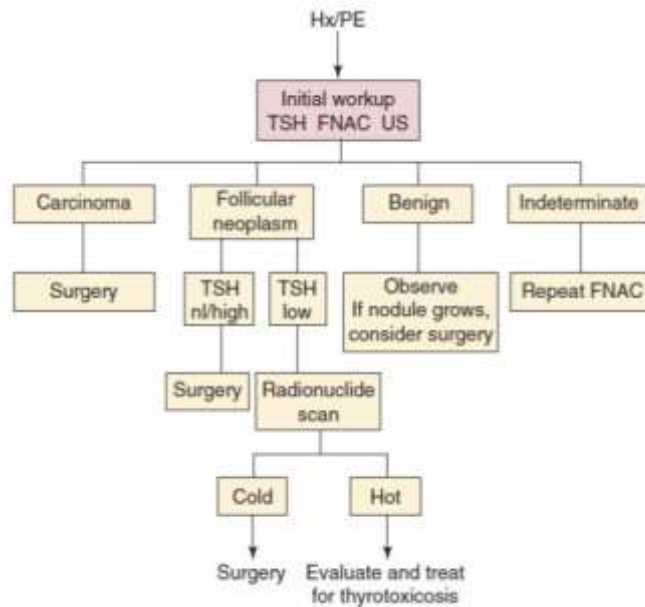 Hx/PE
Initial workup
TSH FNAC US
Carcinoma
Follicular
neoplasm
Benign
Indeterminate
Surgery
TSH
nl/high
TSH
low
Observe
If nodule grows,
consider surgery
Repeat FNAC
Surgery
Radionuclide
scan
Cold
Hot
Surgery
Evaluate and treat
for thyrotoxicosis